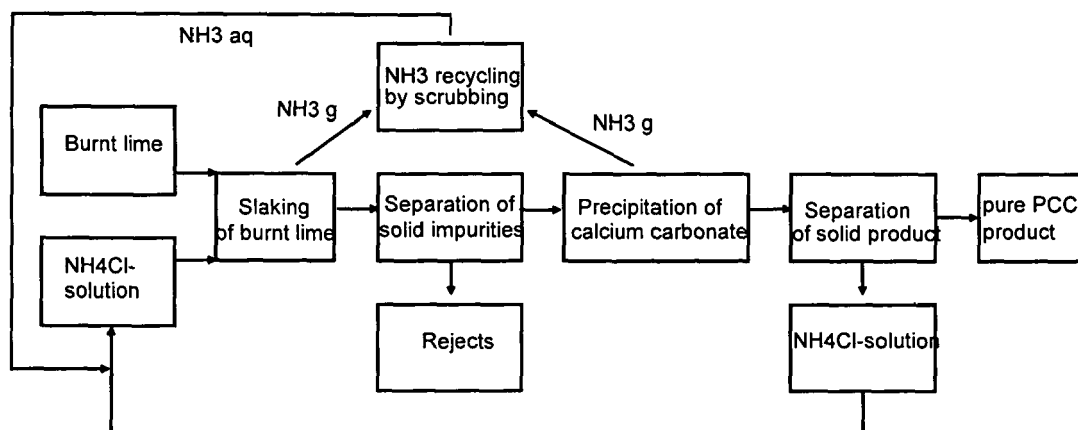 NH3 aq
NH3 recycling
by scrubbing
NH3 g
NH3 g
Burnt lime
Slaking
of burnt lime
Separation of
solid impurities
Precipitation of
calcium carbonate
Separation
of solid product
pure PCC
product
NH4Cl-
solution
Rejects
NH4Cl-solution